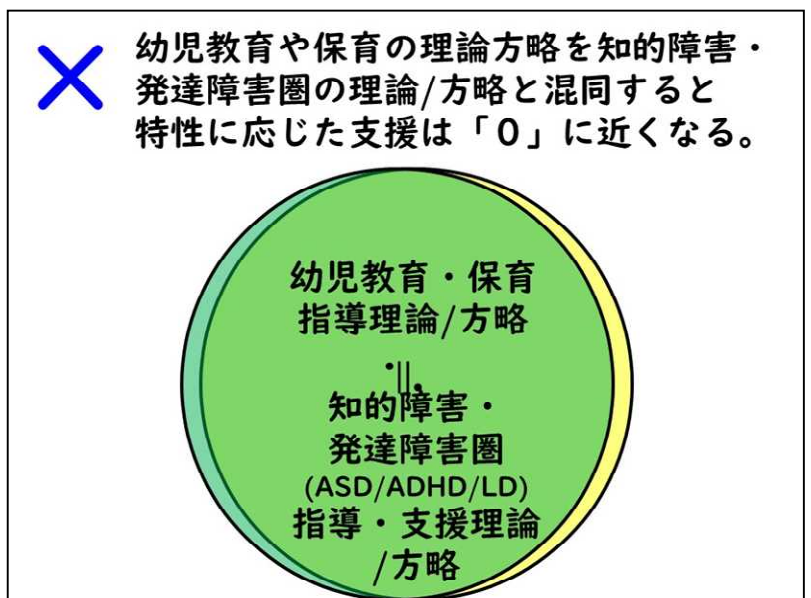 幼児教育や保育の理論方略を知的障害・
発達障害圏の理論/方略と混同すると
特性に応じた支援は「0」に近くなる。
幼児教育・保育
指導理論/方略
≒
知的障害・
発達障害圏
(ASD/ADHD/LD)
指導・支援理論
/方略